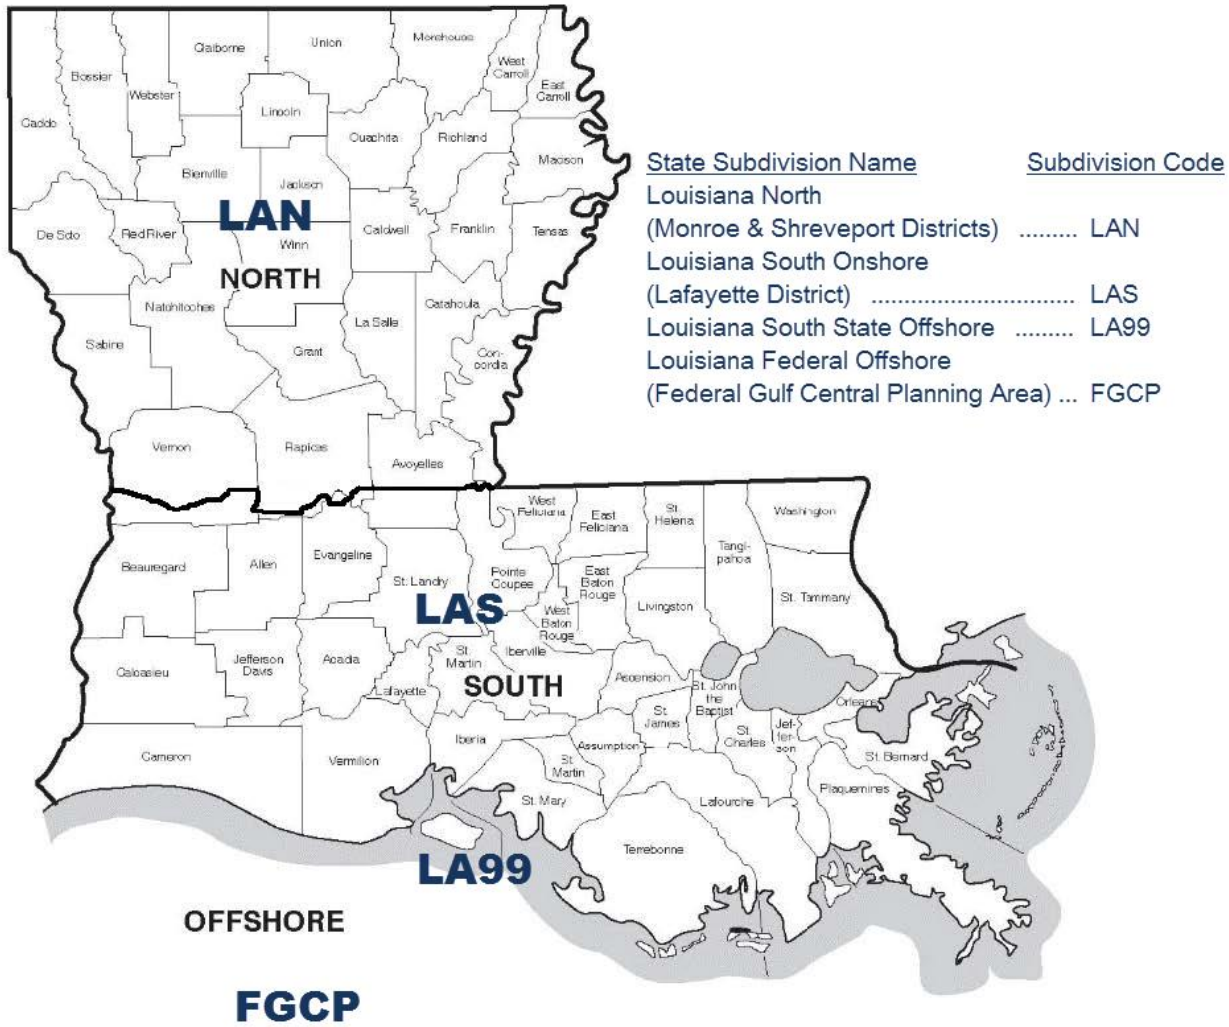 Claiborne
Union
Morehouse
West
Carroll
East
Carroll
Bossier
Webster
Lincoln
Caddo
Ouachita
Richland
Madison
Bienville
Jackson
LAN
De Soto
Red River
Winn
Caldwell
Franklin
Tensas
NORTH
Natchitoches
Catahoula
La Salle
Sabine
Grant
Con-
cordia
Vernon
Rapides
Avoyelles
State Subdivision Name Subdivision Code
Louisiana North
(Monroe & Shreveport Districts) ......... LAN
Louisiana South Onshore
(Lafayette District) ............................... LAS
Louisiana South State Offshore ......... LA99
Louisiana Federal Offshore
(Federal Gulf Central Planning Area) ... FGCP
West
Feliciana
East
Feliciana
St.
Helena
Washington
Tangi-
pahoa
Beauregard
Allen
Evangeline
St. Landry
Pointe
Coupee
East
Baton
Rouge
West
Baton
Rouge
Livingston
St. Tammany
LAS
Calcasieu
Jefferson
Davis
Acadia
Lafayette
St.
Martin
Iberville
SOUTH
Ascension
St. John
the
Baptist
St.
James
St.
Charles
Jef-
fer-
son
Orleans
St. Bernard
Cameron
Vermilion
Iberia
Assumption
St.
Martin
St. Mary
Lafourche
Plaquemines
Terrebonne
LA99
OFFSHORE
FGCP